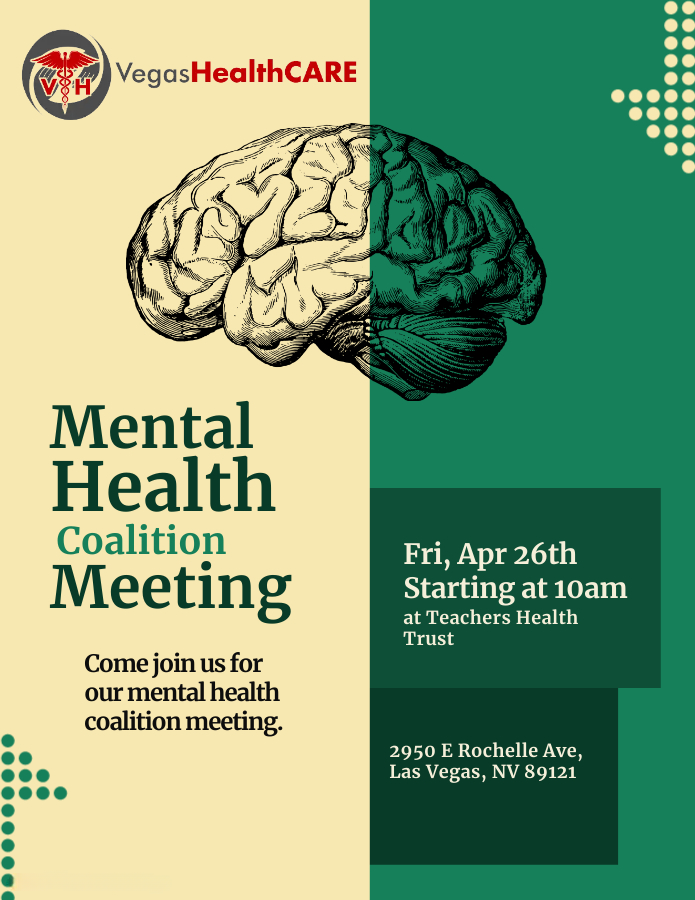 V H
VegasHealthCARE
Mental
Health
Coalition
Meeting
Come join us for
our mental health
coalition meeting.
Fri, Apr 26th
Starting at 10am
at Teachers Health
Trust
2950 E Rochelle Ave,
Las Vegas, NV 89121